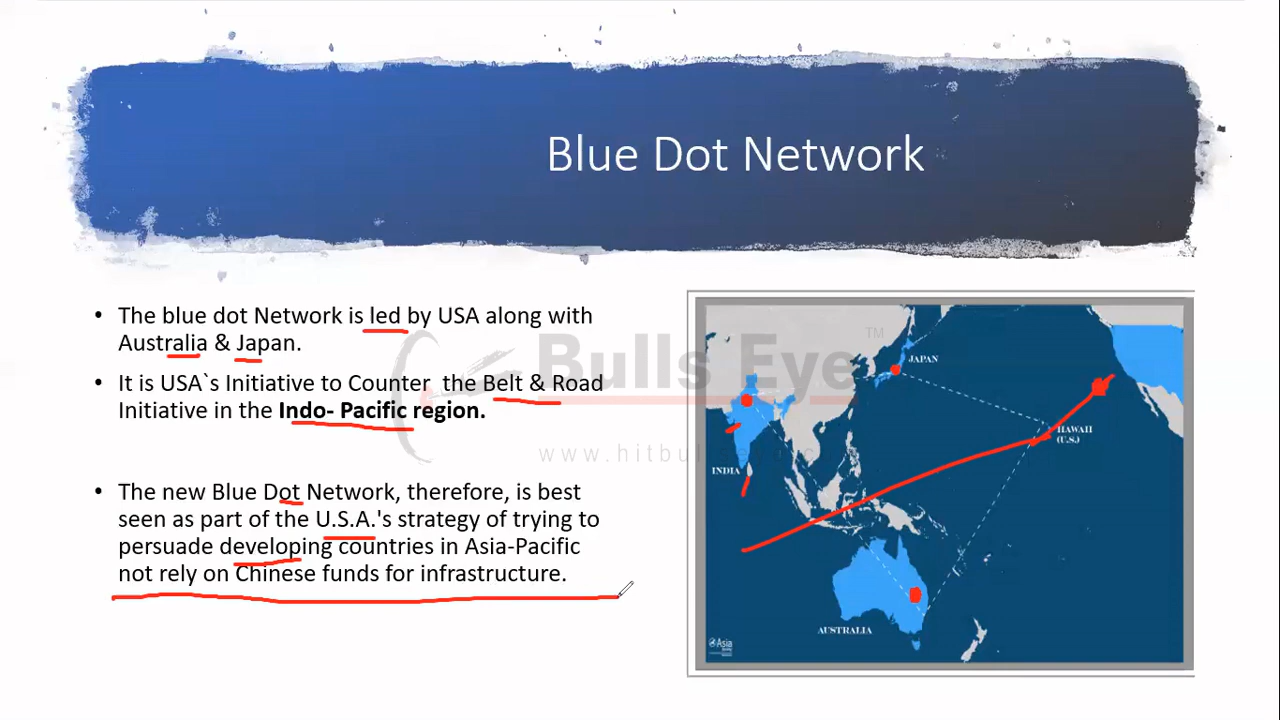 Blue Dot Network
• The blue dot Network is led by USA along with
Australia & Japan.
• It is USA`s Initiative to Counter the Belt & Road
Initiative in the Indo- Pacific region.
• The new Blue Dot Network, therefore, is best
seen as part of the U.S.A.'s strategy of trying to
persuade developing countries in Asia-Pacific
not rely on Chinese funds for infrastructure.
Bulls Eye TM
JAPAN
HAWAII
(U.S.)
INDIA
AUSTRALIA
Asia